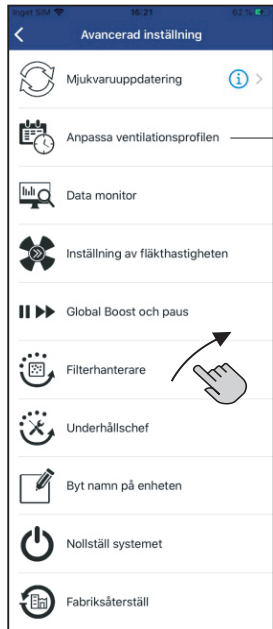 Inget SIM 16:21 62 %
Avancerad inställning
Mjukvaruuppdatering
Anpassa ventilationsprofilen
Data monitor
Inställning av fläkthastigheten
Global Boost och paus
Filterhanterare
Underhållschef
Byt namn på enheten
Nollställ systemet
Fabriksåterställ